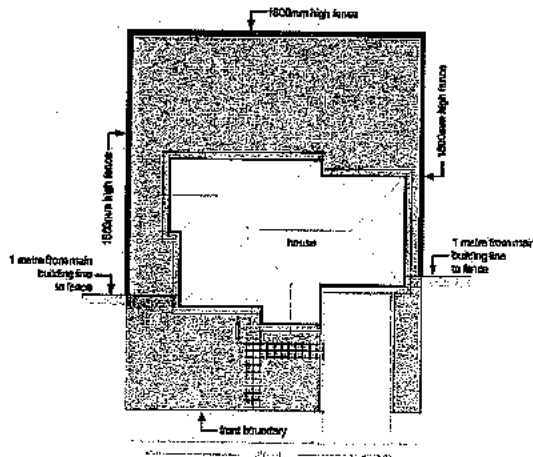 1800mm high fence
1800mm high fence
1800mm high fence
1 metre from main
building line
to fence
house
1 metre from main
building line
to fence
front boundary